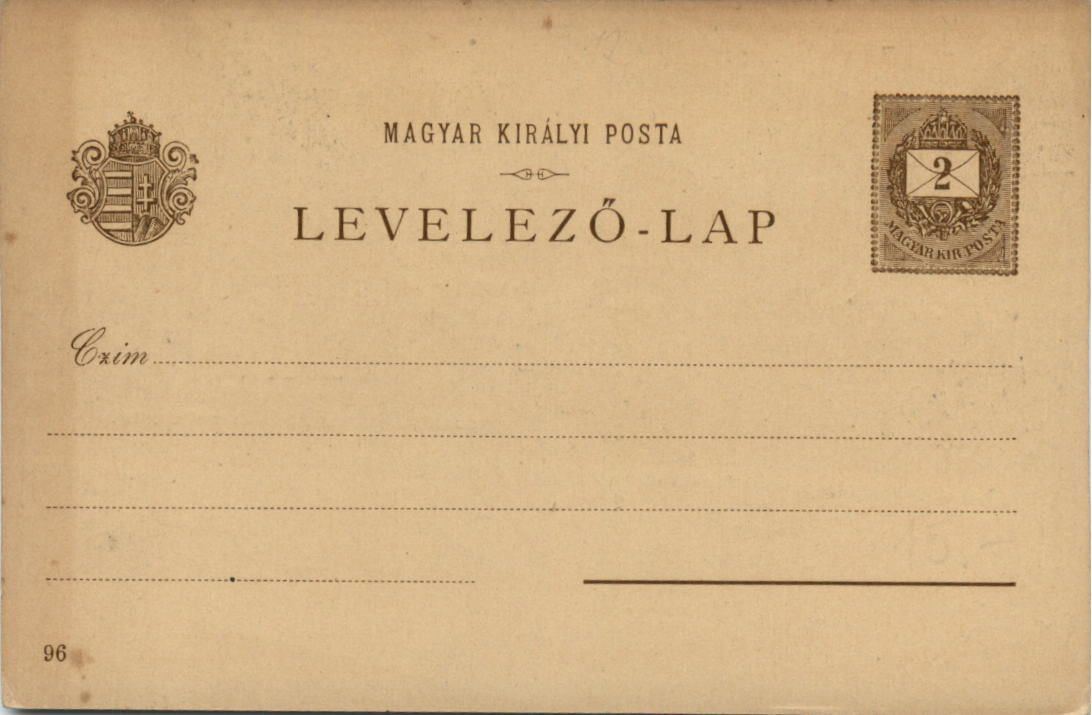 MAGYAR KIRÁLYI POSTA
LEVELEZŐ-LAP
2
MAGYAR KIR POSTA
Czim
96